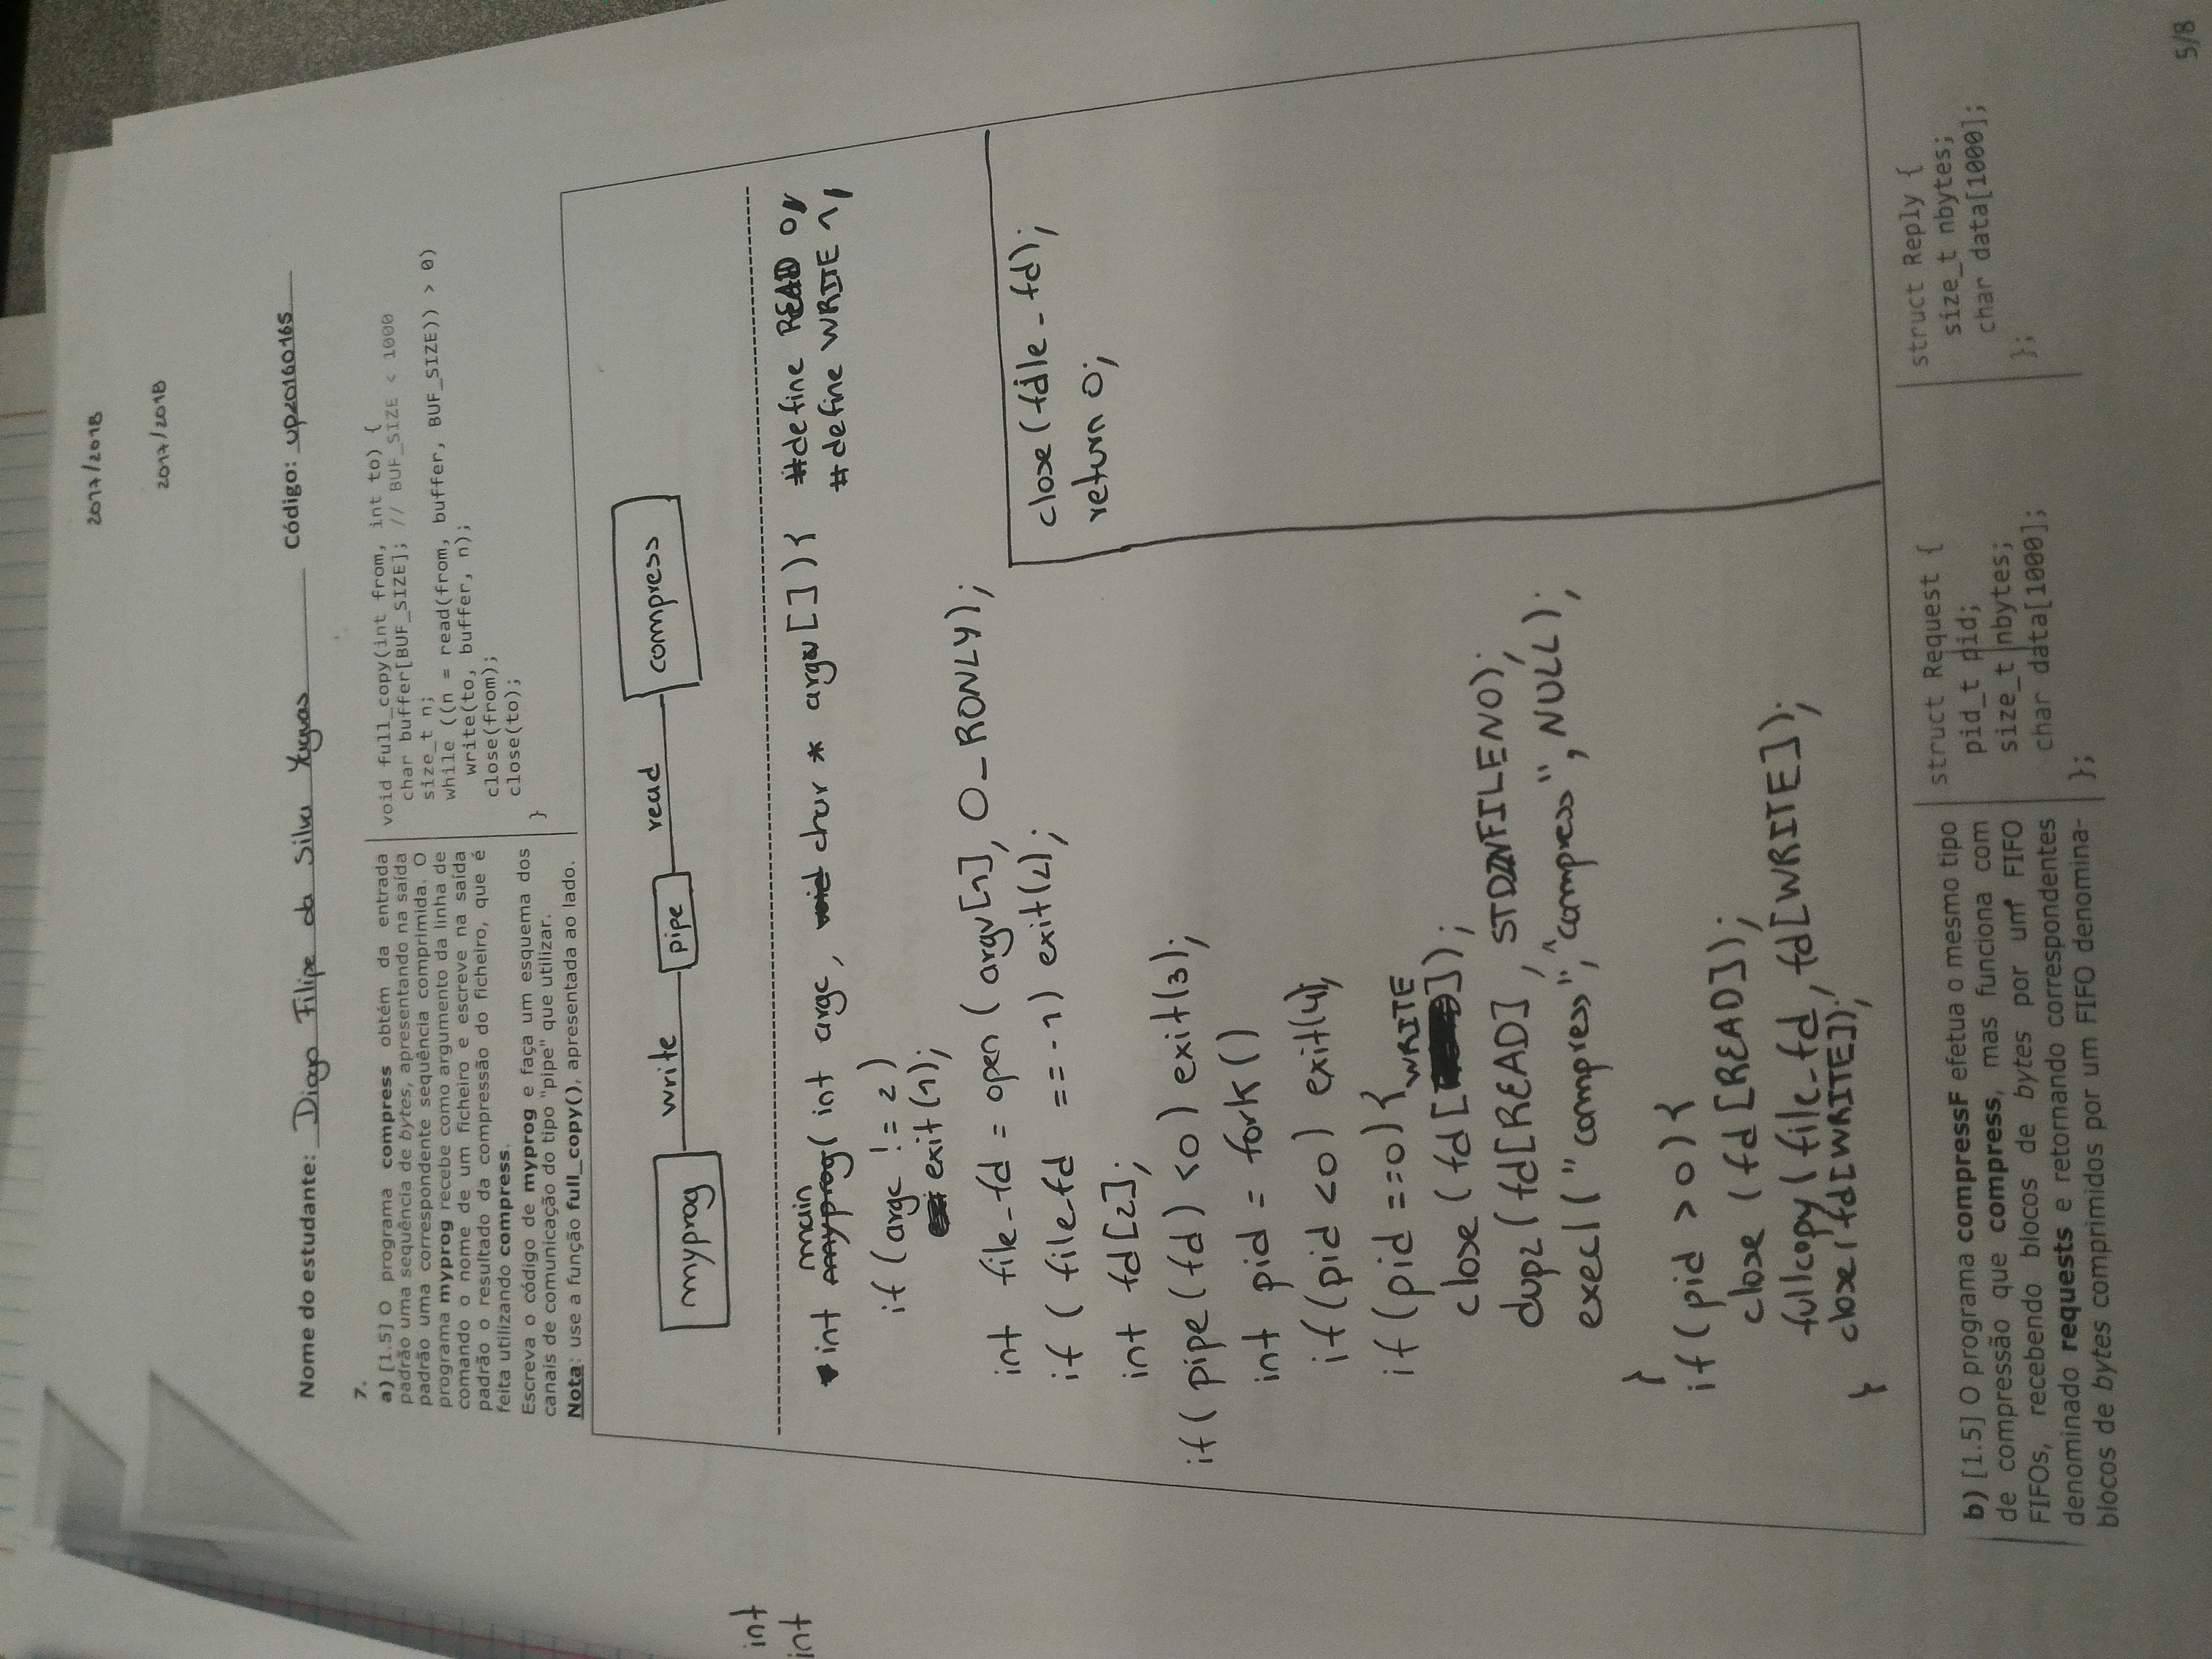 2017/2018
2017/2018
Nome do estudante: Diogo Filipe da Silva Yaguas Código: up201606165
7.
a) [1.5] O programa compress obtém da entrada
padrão uma sequência de bytes, apresentando na saída
padrão uma correspondente sequência comprimida. O
programa myprog recebe como argumento da linha de
comando o nome de um ficheiro e escreve na saída
padrão o resultado da compressão do ficheiro, que é
feita utilizando compress.
Escreva o código de myprog e faça um esquema dos
canais de comunicação do tipo "pipe" que utilizar.
Nota: use a função full_copy(), apresentada ao lado.
void full_copy(int from, int to) {
char buffer[BUF_SIZE]; // BUF_SIZE < 1000
size_t n;
while ((n = read(from, buffer, BUF_SIZE)) > 0)
write(to, buffer, n);
close(from);
close(to);
}
myprog write pipe read compress
int
int
int main(int argc, char * argv[]){
#define READ 0,
#define WRITE 1,
if(argc != 2)
exit(1);
int file_fd = open(argv[1], O_RONLY);
if(file_fd == -1) exit(2);
int fd[2];
if(pipe(fd) <0) exit(3);
int pid = fork()
if(pid <0) exit(4);
if(pid ==0){
close(fd[WRITE]);
dup2(fd[READ], STDINFILENO);
execl("compress", "compress", NULL);
}
if(pid >0){
close(fd[READ]);
fullcopy(file_fd, fd[WRITE]);
close(fd[WRITE]);
}
close(file_fd);
return 0;
b) [1.5] O programa compressF efetua o mesmo tipo
de compressão que compress, mas funciona com
FIFOs, recebendo blocos de bytes por um FIFO
denominado requests e retornando correspondentes
blocos de bytes comprimidos por um FIFO denomina-
struct Request {
pid_t pid;
size_t nbytes;
char data[1000];
};
struct Reply {
size_t nbytes;
char data[1000];
};
5/8